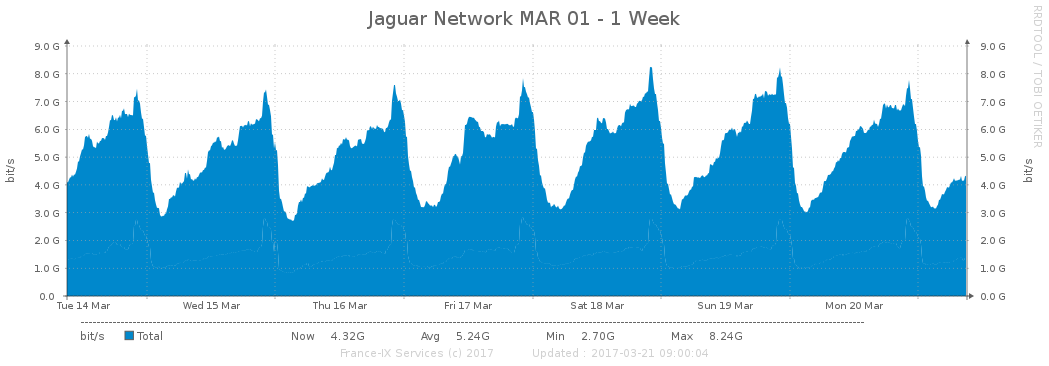 Jaguar Network MAR 01 - 1 Week
RRDTOOL / TOBI OETIKER
bit/s
9.0 G 9.0 G
8.0 G 8.0 G
7.0 G 7.0 G
6.0 G 6.0 G
5.0 G 5.0 G
4.0 G 4.0 G
3.0 G 3.0 G
2.0 G 2.0 G
1.0 G 1.0 G
0.0 0.0 G
bit/s
Tue 14 Mar Wed 15 Mar Thu 16 Mar Fri 17 Mar Sat 18 Mar Sun 19 Mar Mon 20 Mar
bit/s Total Now 4.32G Avg 5.24G Min 2.70G Max 8.24G
France-IX Services (c) 2017 Updated : 2017-03-21 09:00:04